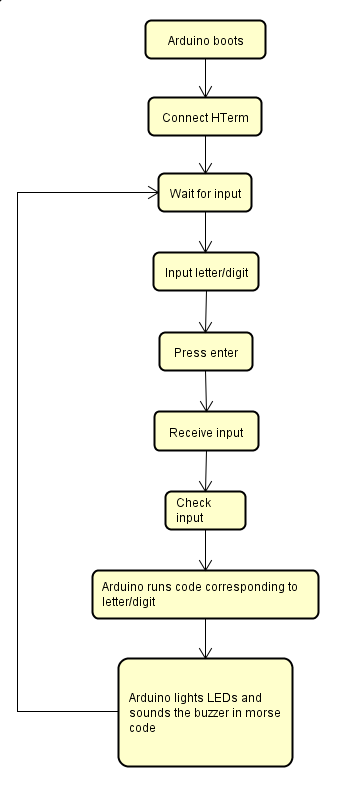 Arduino boots
Connect HTerm
Wait for input
Input letter/digit
Press enter
Receive input
Check
input
Arduino runs code corresponding to
letter/digit
Arduino lights LEDs and
sounds the buzzer in morse
code